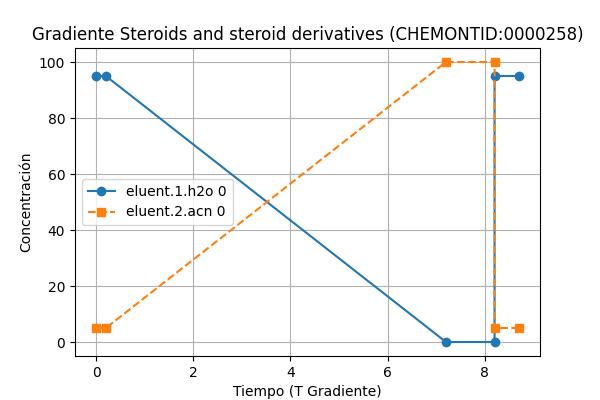 Gradiente Steroids and steroid derivatives (CHEMONTID:0000258)
100
80
60
40
20
0
Concentración
eluent.1.h2o 0
eluent.2.acn 0
0 2 4 6 8
Tiempo (T Gradiente)